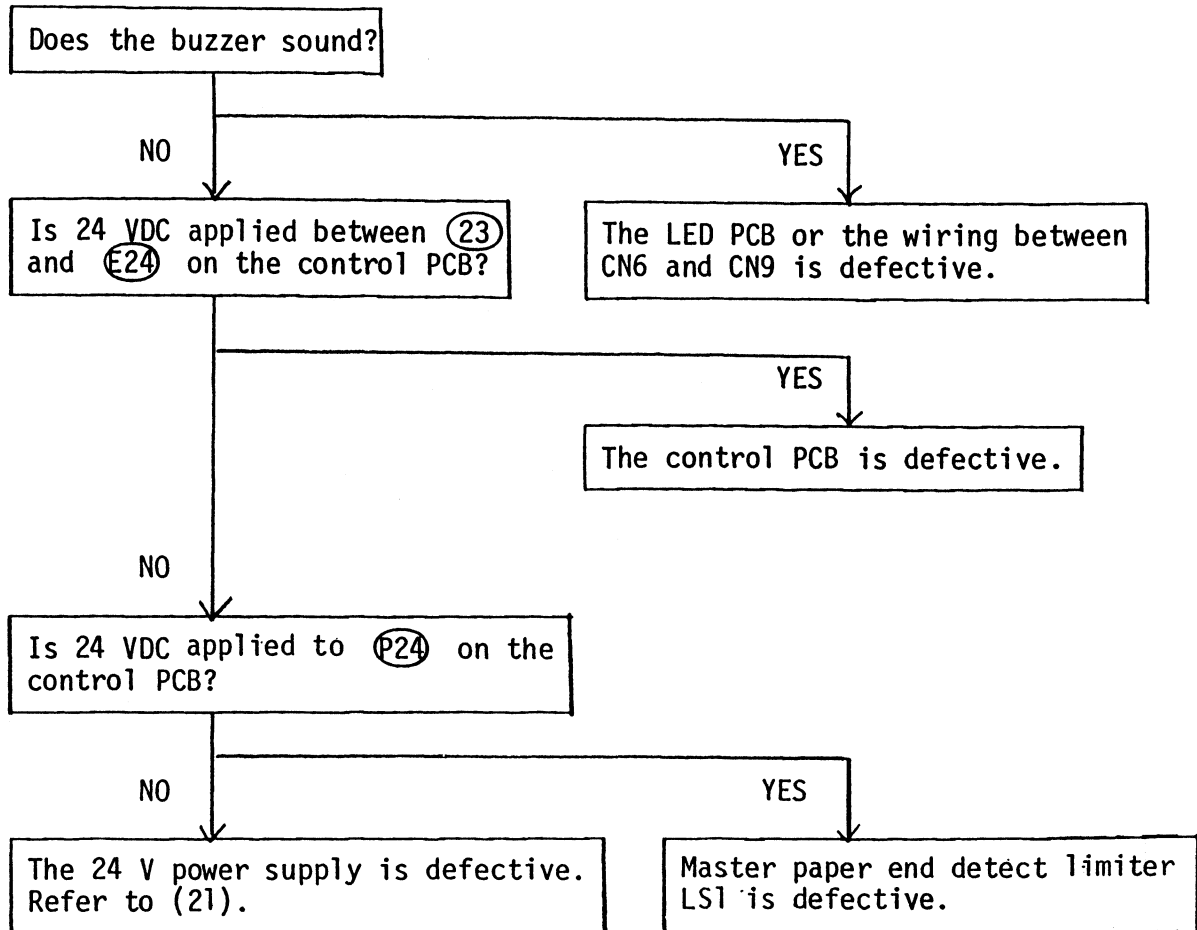 Does the buzzer sound?
NO
YES
Is 24 VDC applied between 23
and E24 on the control PCB?
The LED PCB or the wiring between
CN6 and CN9 is defective.
YES
The control PCB is defective.
NO
Is 24 VDC applied to P24 on the
control PCB?
NO
YES
The 24 V power supply is defective.
Refer to (21).
Master paper end detect limiter
LS1 is defective.